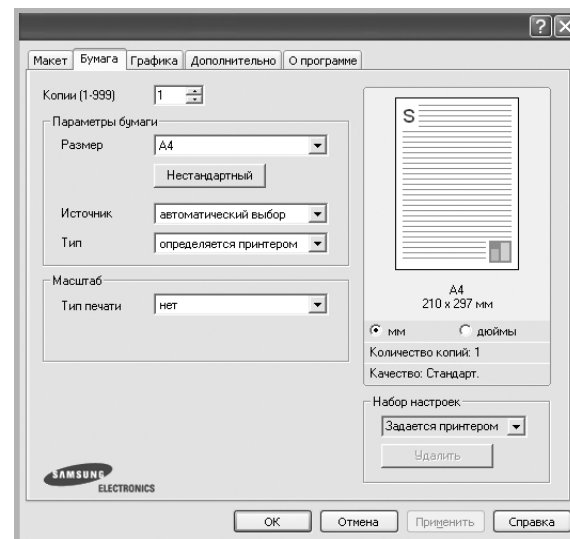 Макет Бумага Графика Дополнительно О программе
Копии (1-999) 1
Параметры бумаги
Размер A4
Нестандартный
Источник автоматический выбор
Тип определяется принтером
Масштаб
Тип печати нет
S
A4
210 x 297 мм
мм дюймы
Количество копий: 1
Качество: Стандарт.
Набор настроек
Задается принтером
Удалить
SAMSUNG
ELECTRONICS
OK Отмена Применить Справка